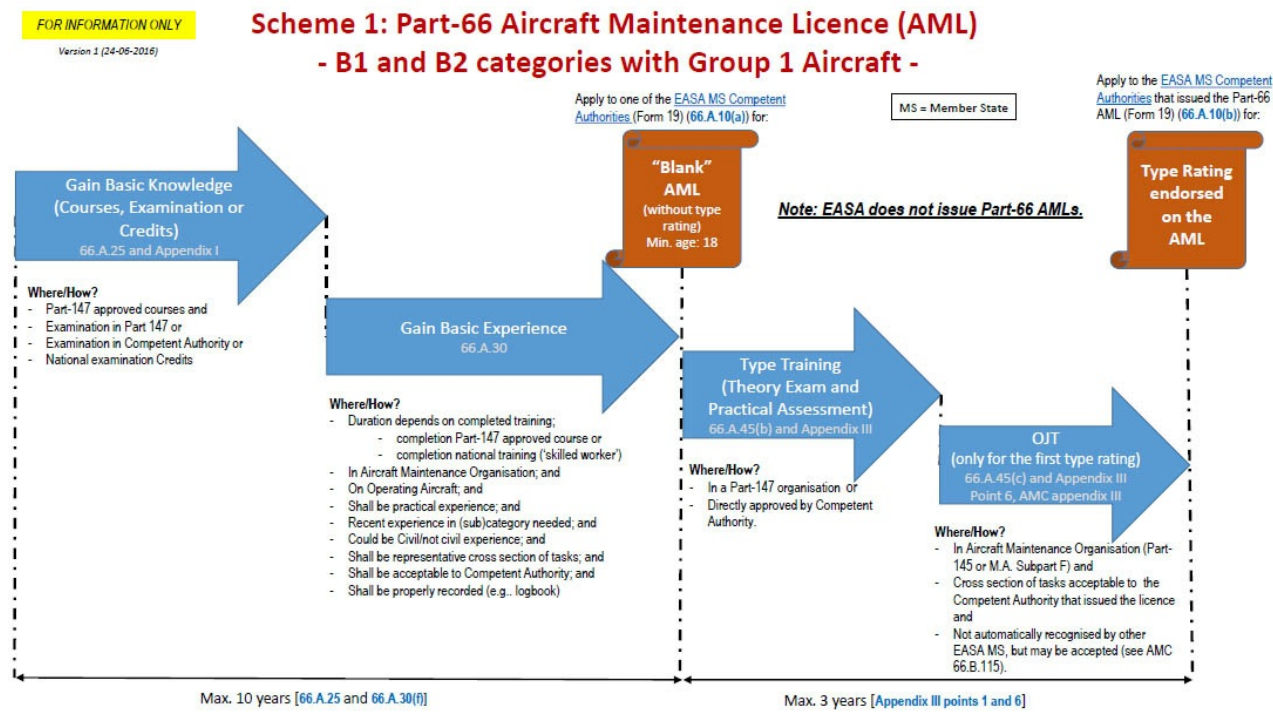 FOR INFORMATION ONLY
Version 1 (24-06-2016)
Scheme 1: Part-66 Aircraft Maintenance Licence (AML)
- B1 and B2 categories with Group 1 Aircraft -
Apply to one of the EASA MS Competent
Authorities (Form 19) (66.A.10(a)) for:
MS = Member State
Apply to the EASA MS Competent
Authorities that issued the Part-66
AML (Form 19) (66.A.10(b)) for:
Gain Basic Knowledge
(Courses, Examination or
Credits)
66.A.25 and Appendix I
"Blank"
AML
(without type
rating)
Min. age: 18
Note: EASA does not issue Part-66 AMLs.
Type Rating
endorsed
on the
AML
Where/How?
- Part-147 approved courses and
- Examination in Part 147 or
- Examination in Competent Authority or
- National examination Credits
Gain Basic Experience
66.A.30
Where/How?
- Duration depends on completed training;
- completion Part-147 approved course or
- completion national training ('skilled worker')
- In Aircraft Maintenance Organisation; and
- On Operating Aircraft; and
- Shall be practical experience; and
- Recent experience in (sub)category needed; and
- Could be Civil/not civil experience; and
- Shall be representative cross section of tasks; and
- Shall be acceptable to Competent Authority; and
- Shall be properly recorded (e.g.. logbook)
Type Training
(Theory Exam and
Practical Assessment)
66.A.45(b) and Appendix III
Where/How?
- In a Part-147 organisation or
- Directly approved by Competent
Authority.
OJT
(only for the first type rating)
66.A.45(c) and Appendix III
Point 6, AMC appendix III
Where/How?
- In Aircraft Maintenance Organisation (Part-
145 or M.A. Subpart F) and
- Cross section of tasks acceptable to the
Competent Authority that issued the licence
and
- Not automatically recognised by other
EASA MS, but may be accepted (see AMC
66.B.115).
Max. 10 years [66.A.25 and 66.A.30(f)]
Max. 3 years [Appendix III points 1 and 6]